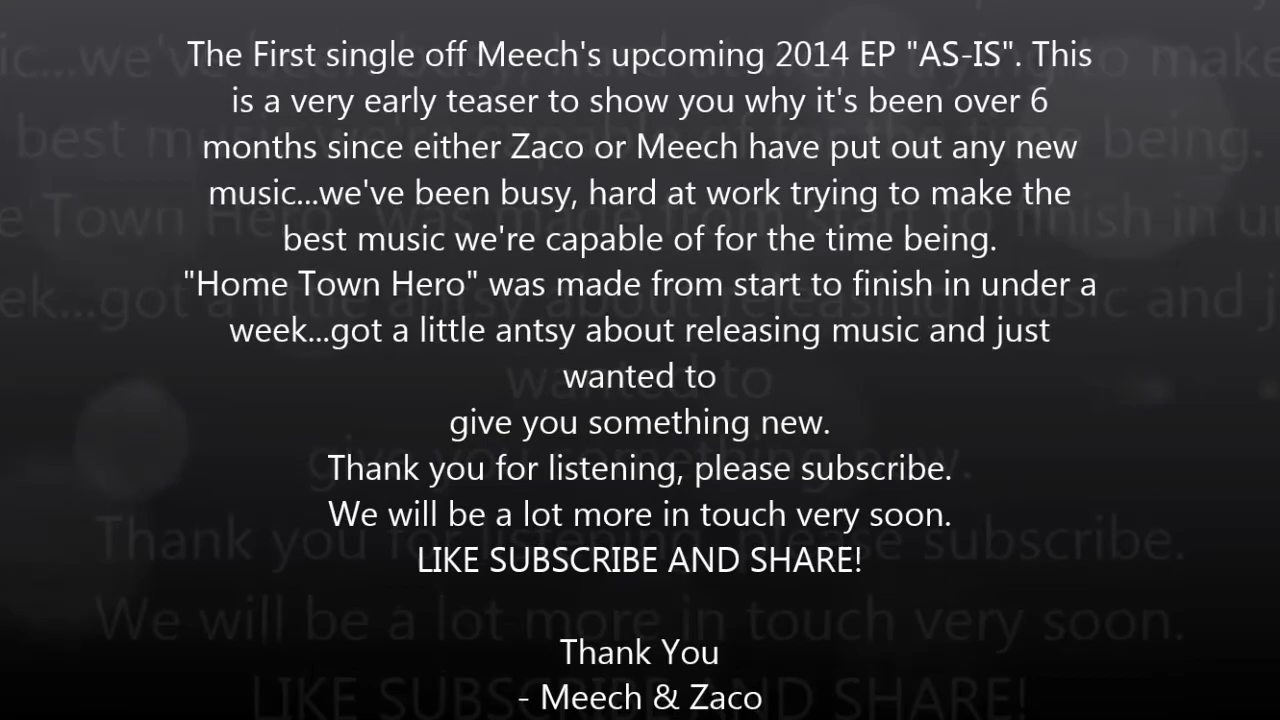 The First single off Meech's upcoming 2014 EP "AS-IS". This
is a very early teaser to show you why it's been over 6
months since either Zaco or Meech have put out any new
music...we've been busy, hard at work trying to make the
best music we're capable of for the time being.
"Home Town Hero" was made from start to finish in under a
week...got a little antsy about releasing music and just
wanted to
give you something new.
Thank you for listening, please subscribe.
We will be a lot more in touch very soon.
LIKE SUBSCRIBE AND SHARE!
Thank You
- Meech & Zaco